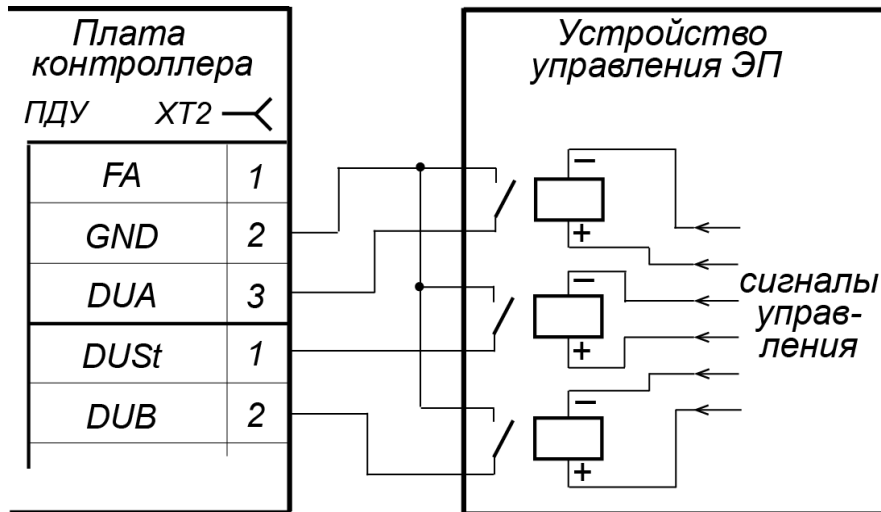 Плата
контроллера
ПДУ XT2
FA 1
GND 2
DUA 3
DUSt 1
DUB 2
Устройство
управления ЭП
−
+
−
+
−
+
сигналы
управ-
ления